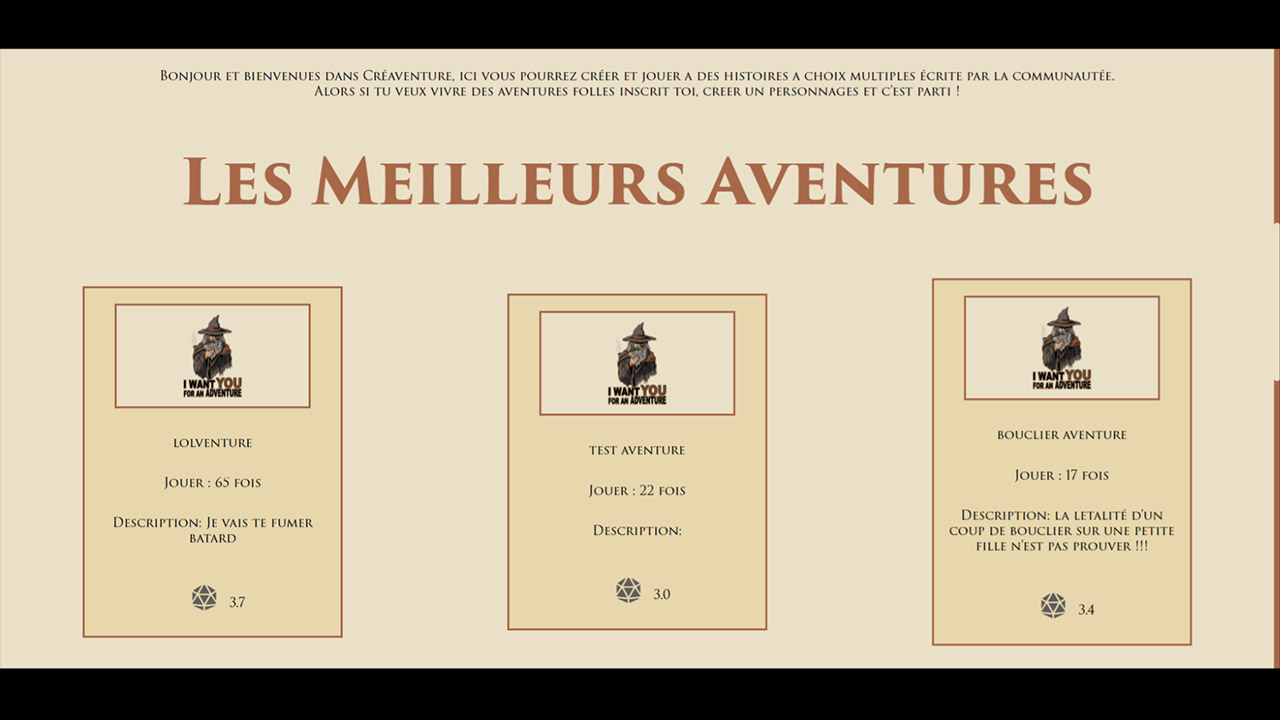 Bonjour et bienvenues dans Créaventure, ici vous pourrez créer et jouer a des histoires a choix multiples écrite par la communautée.
Alors si tu veux vivre des aventures folles inscrit toi, creer un personnages et c'est parti !
Les Meilleurs Aventures
I WANT YOU
FOR AN ADVENTURE
lolventure
Jouer : 65 fois
Description: Je vais te fumer
batard
3.7
I WANT YOU
FOR AN ADVENTURE
test aventure
Jouer : 22 fois
Description:
3.0
I WANT YOU
FOR AN ADVENTURE
bouclier aventure
Jouer : 17 fois
Description: la letalité d'un
coup de bouclier sur une petite
fille n'est pas prouver !!!
3.4